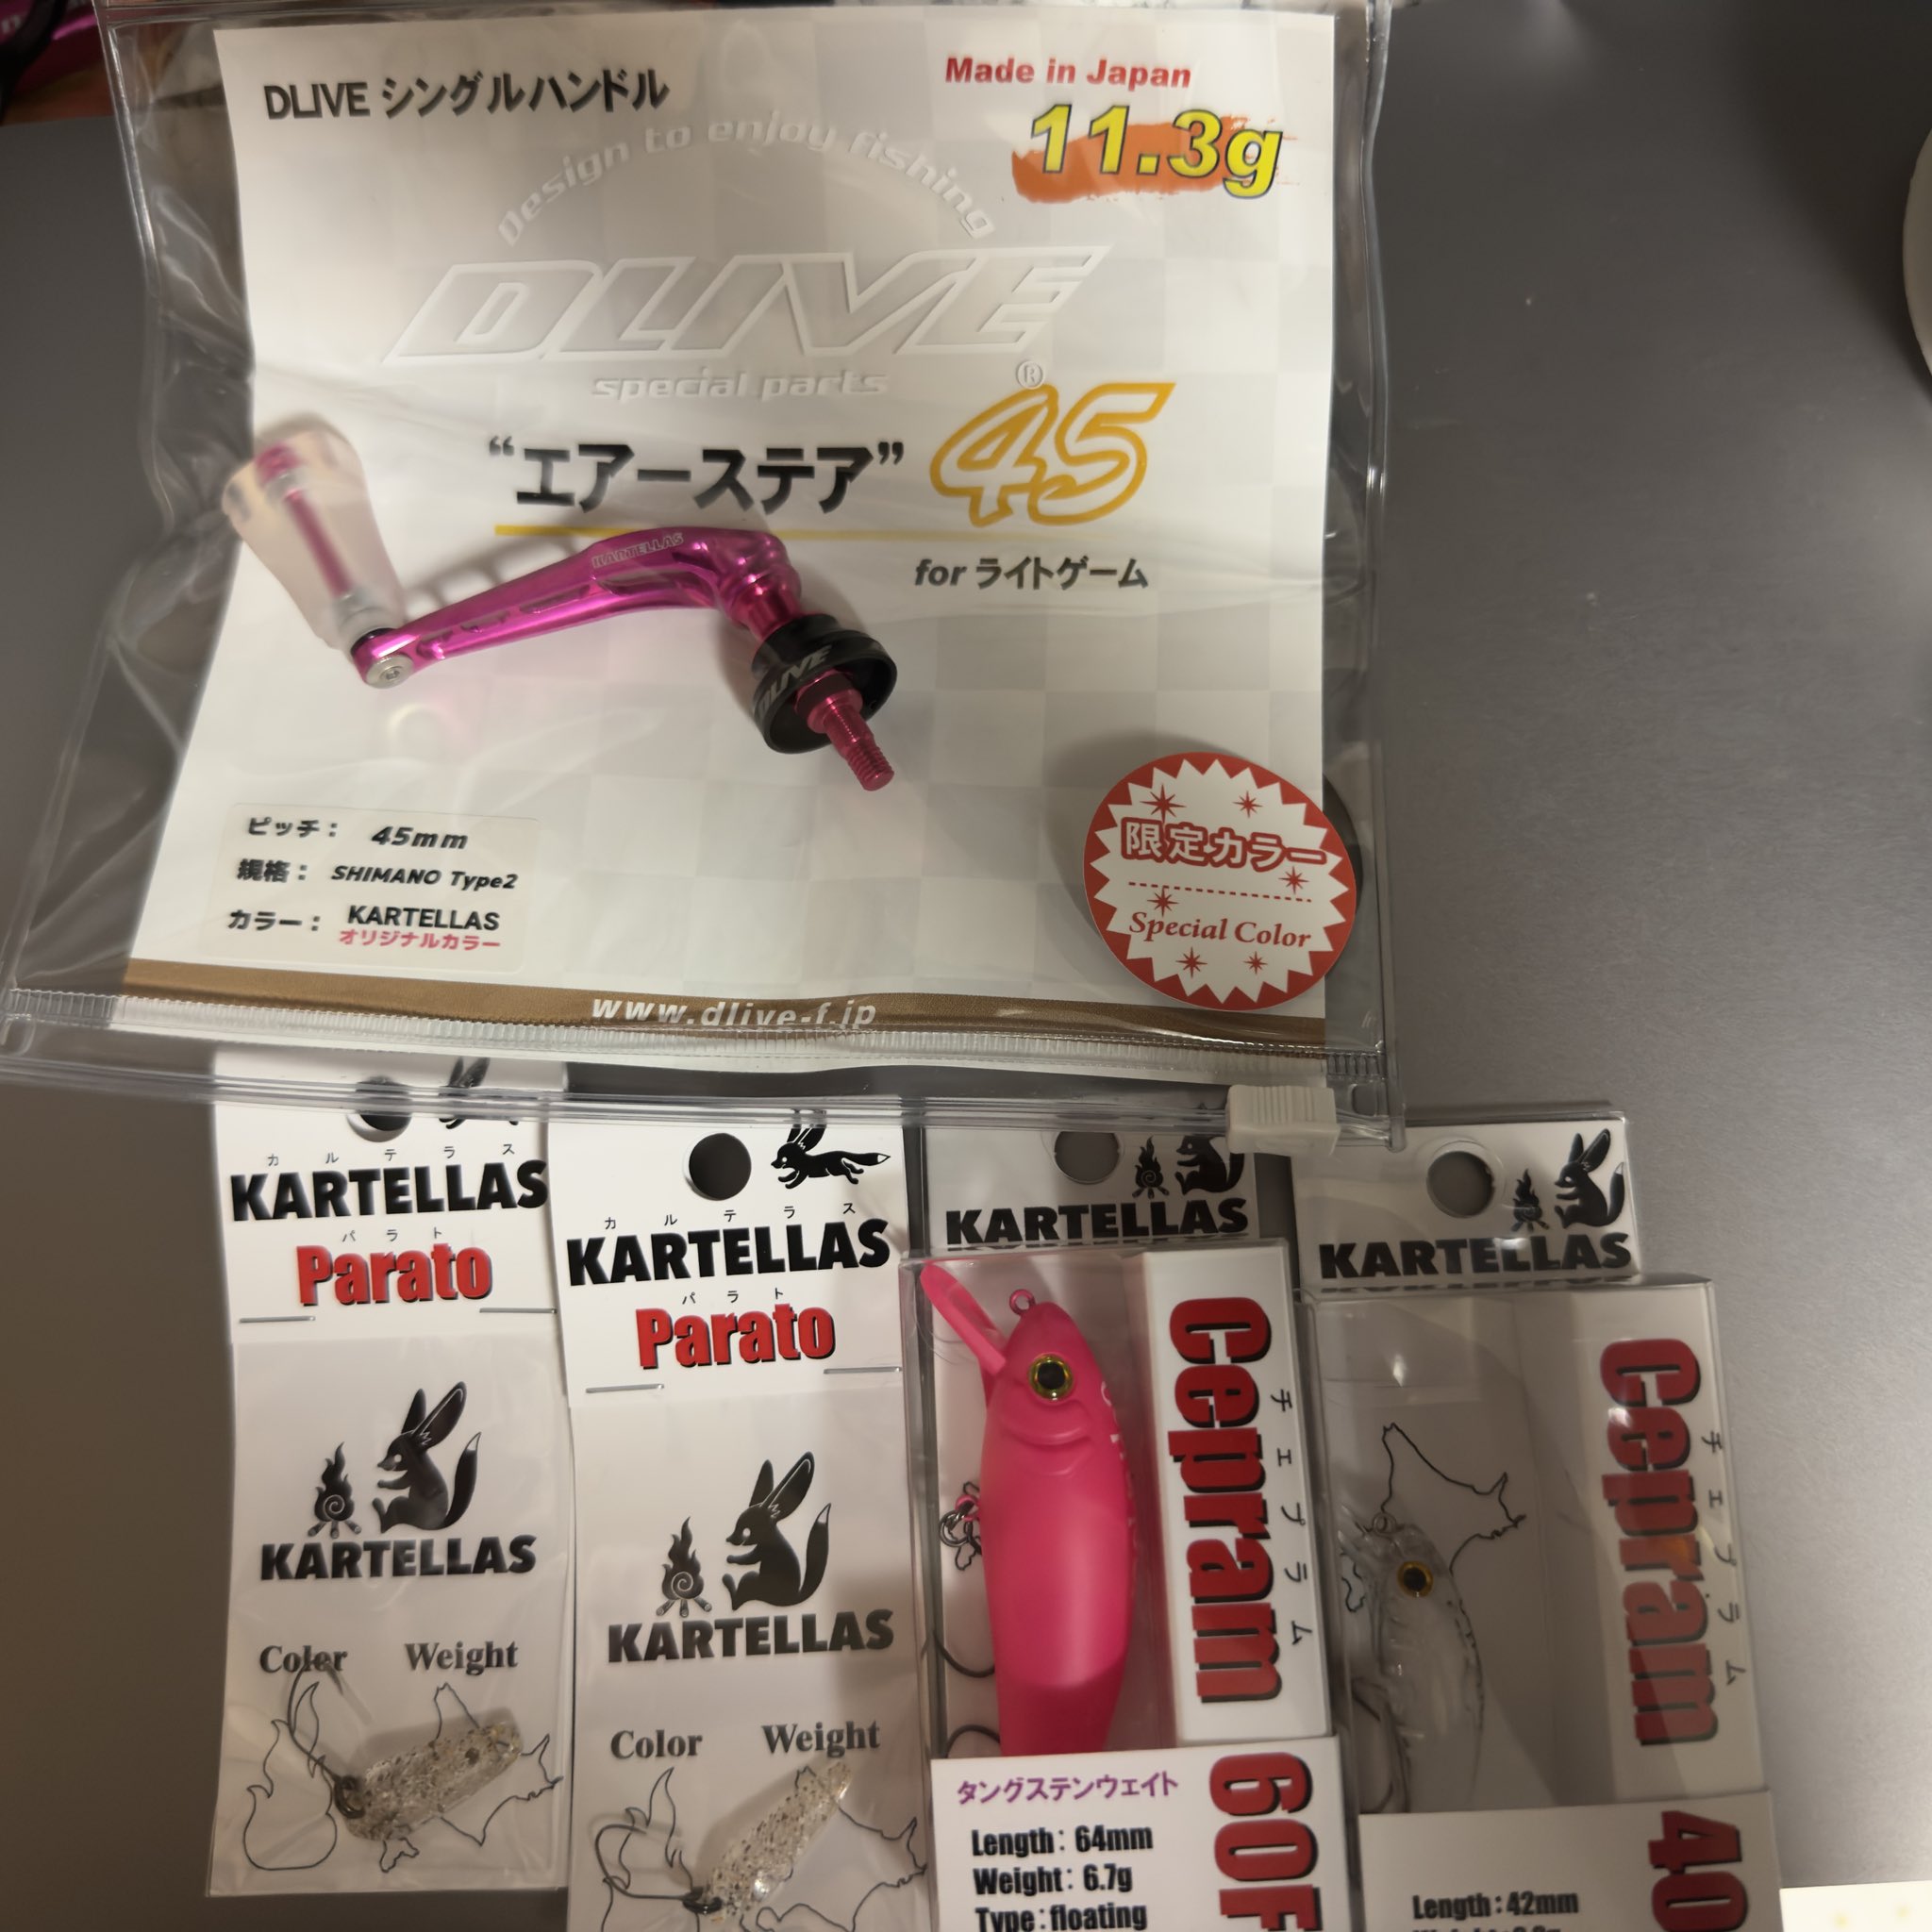 DLIVE シングルハンドル
Made in Japan
11.3g
Design to enjoy fishing
DLIVE
®
special parts
"エアーステア" 45
for ライトゲーム
KARTELLAS
DLIVE
ピッチ： 45mm
規格： SHIMANO Type2
カラー： KARTELLAS
オリジナルカラー
限定カラー
Special Color
www.dlive-f.jp
カルテラス
KARTELLAS
パラト
Parato
KARTELLAS
Color Weight
カルテラス
KARTELLAS
パラト
Parato
KARTELLAS
Color Weight
KARTELLAS
Cepram
チェプラム
60F
タングステンウェイト
Length: 64mm
Weight: 6.7g
Type: floating
KARTELLAS
Cepram
チェプラム
40
Length: 42mm